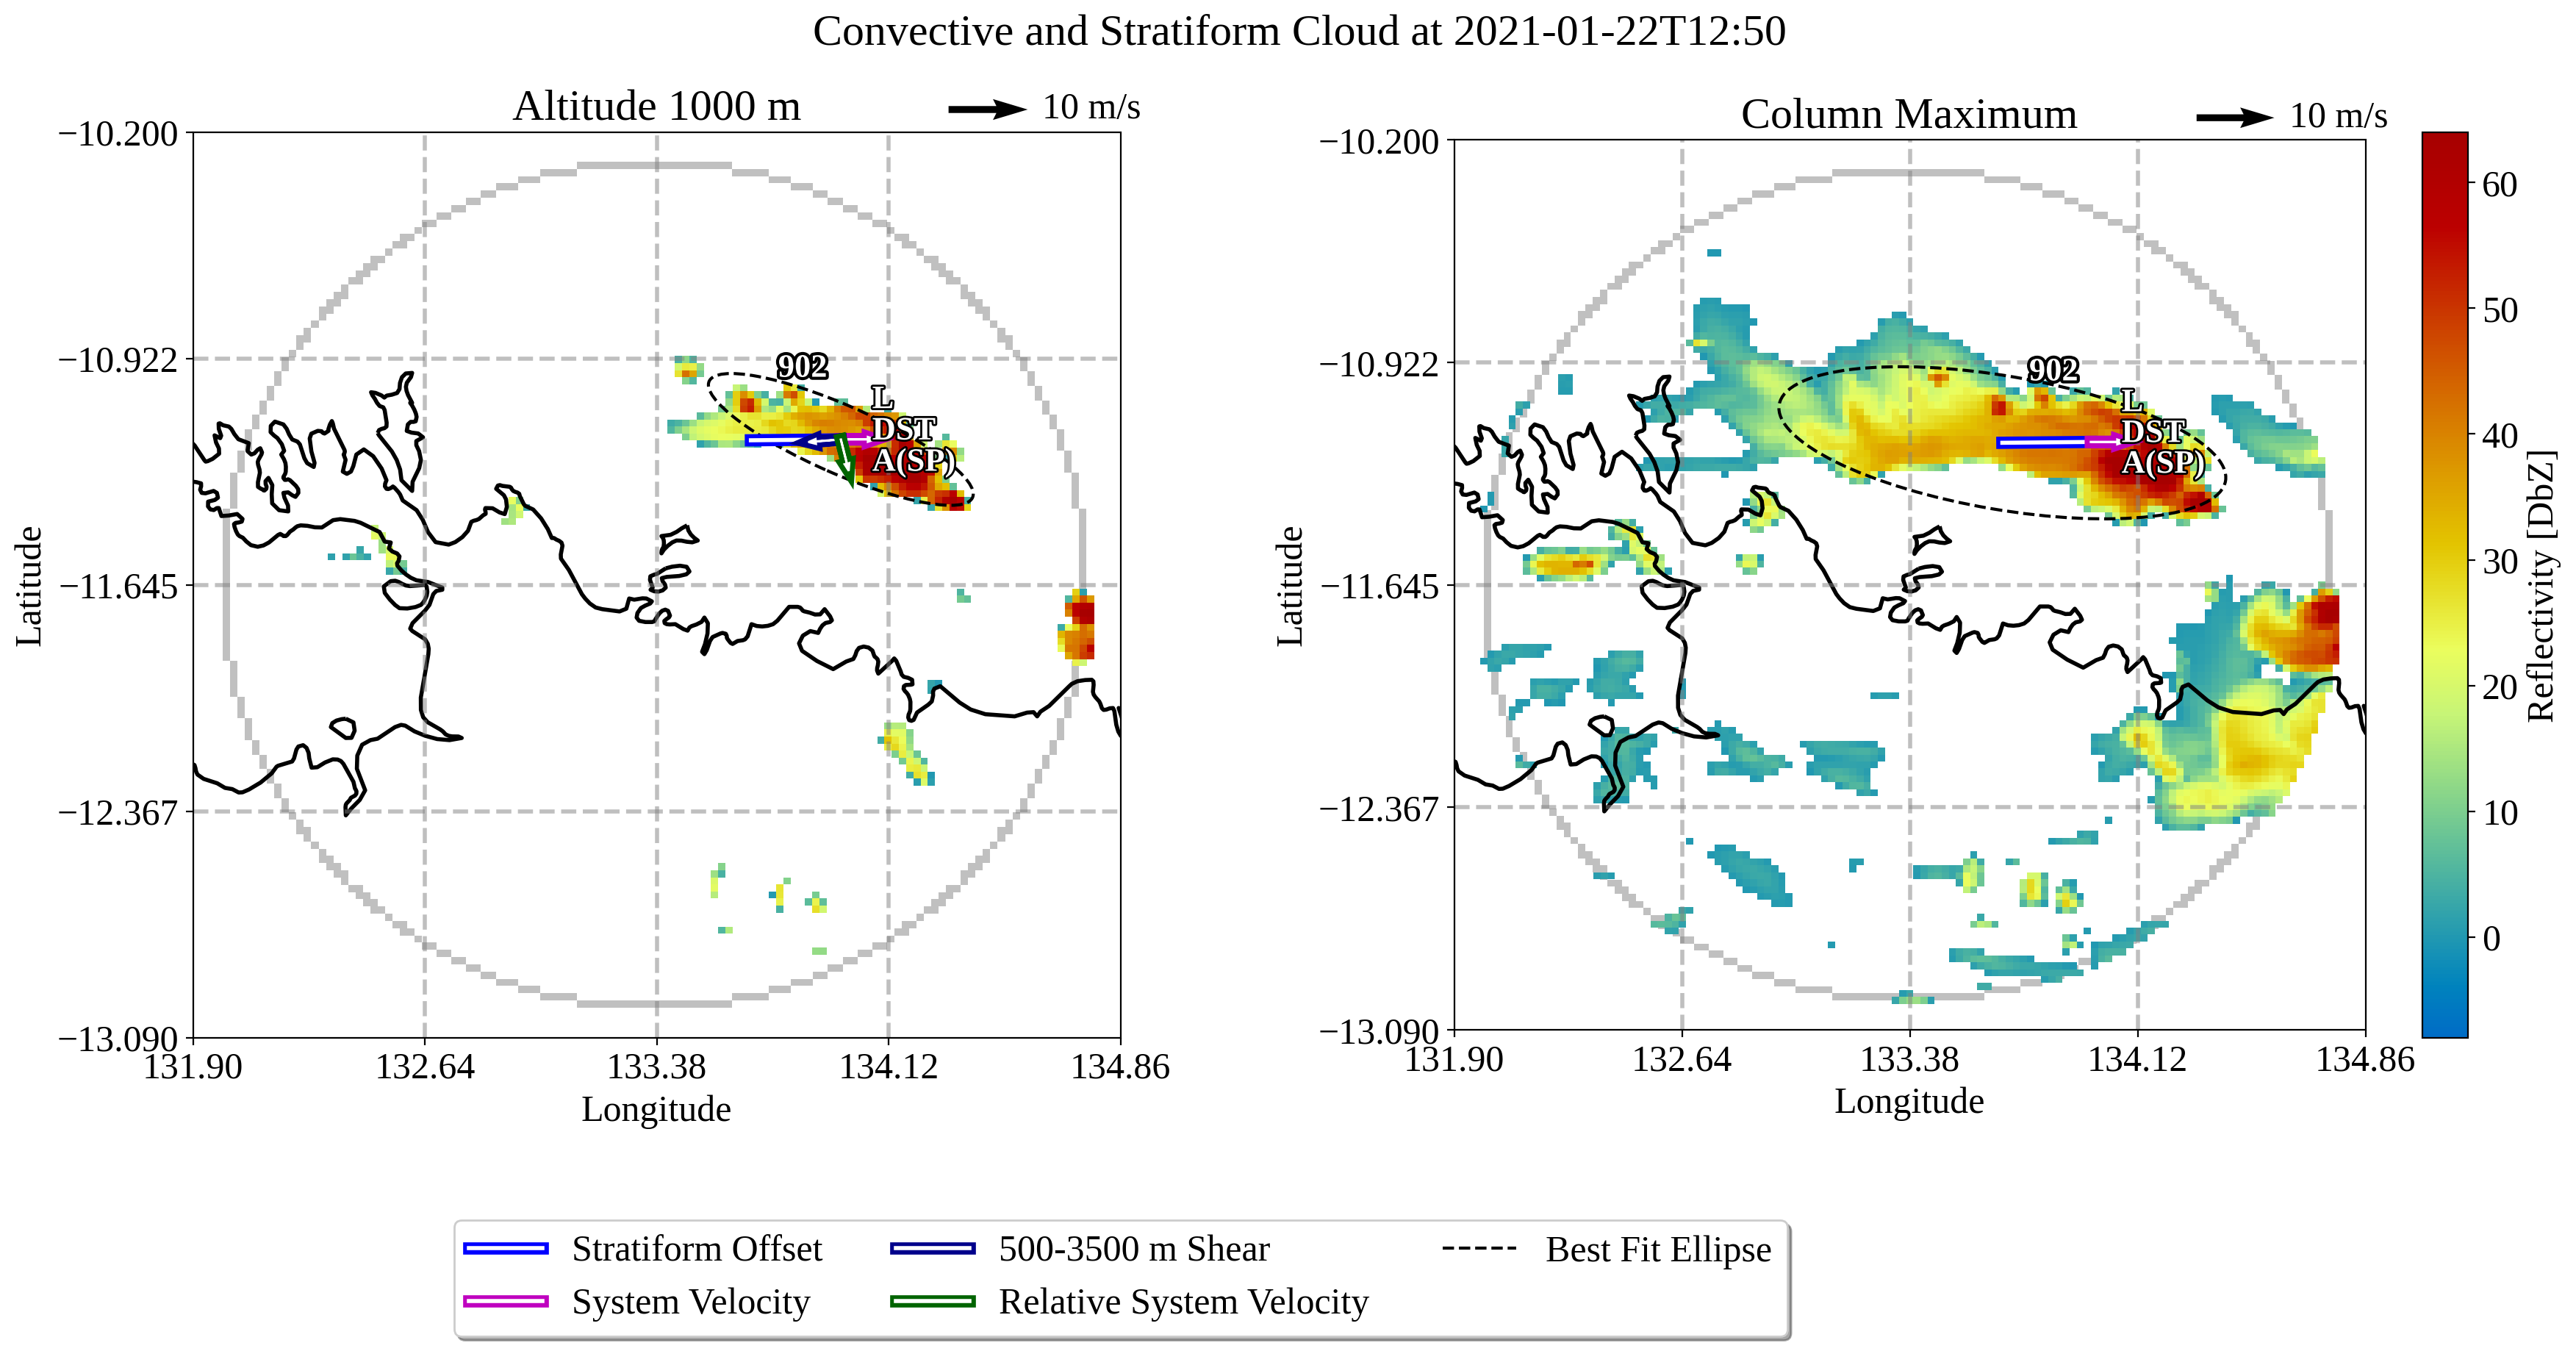 Convective and Stratiform Cloud at 2021-01-22T12:50
Altitude 1000 m
10 m/s
−10.200
−10.922
−11.645
−12.367
−13.090
Latitude
131.90
132.64
133.38
134.12
134.86
Longitude
902
L
DST
A(SP)
Column Maximum
10 m/s
−10.200
−10.922
−11.645
−12.367
−13.090
Latitude
131.90
132.64
133.38
134.12
134.86
Longitude
902
L
DST
A(SP)
60
50
40
30
20
10
0
Reflectivity [DbZ]
Stratiform Offset
System Velocity
500-3500 m Shear
Relative System Velocity
Best Fit Ellipse